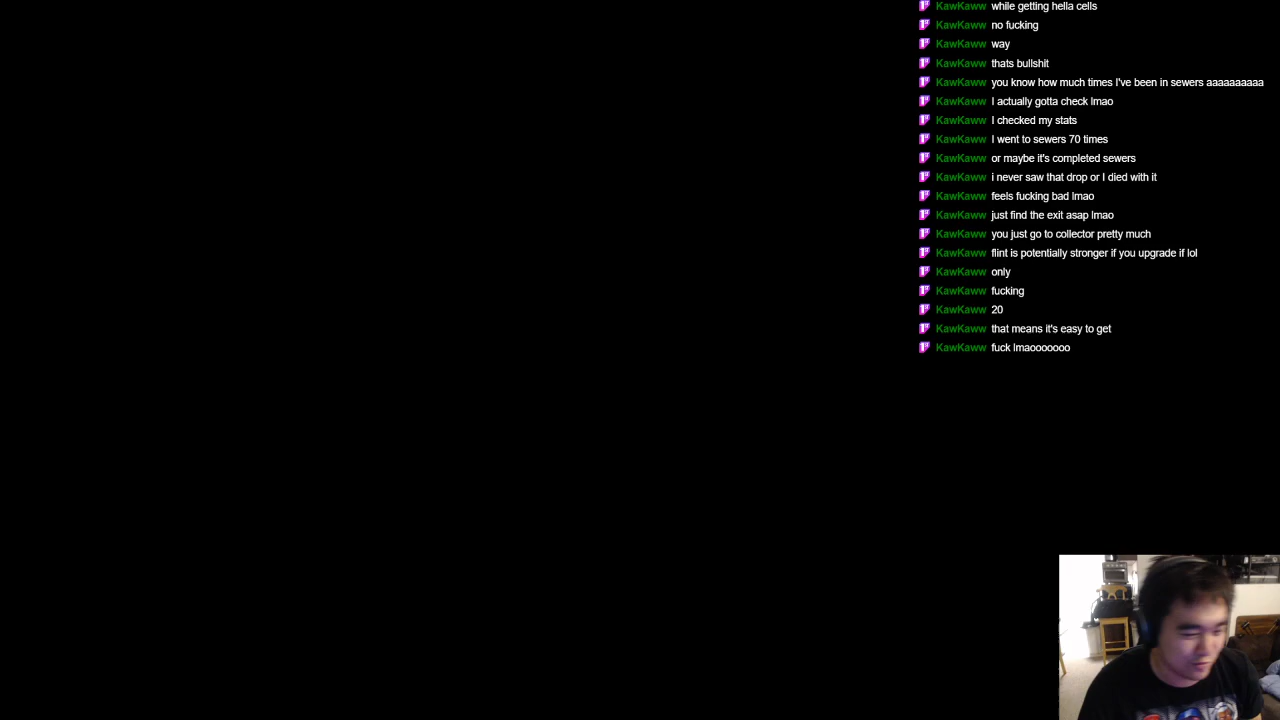 KawKaww while getting hella cells
KawKaww no fucking
KawKaww way
KawKaww thats bullshit
KawKaww you know how much times I've been in sewers aaaaaaaaaa
KawKaww I actually gotta check lmao
KawKaww I checked my stats
KawKaww I went to sewers 70 times
KawKaww or maybe it's completed sewers
KawKaww i never saw that drop or I died with it
KawKaww feels fucking bad lmao
KawKaww just find the exit asap lmao
KawKaww you just go to collector pretty much
KawKaww flint is potentially stronger if you upgrade if lol
KawKaww only
KawKaww fucking
KawKaww 20
KawKaww that means it's easy to get
KawKaww fuck lmaooooooo